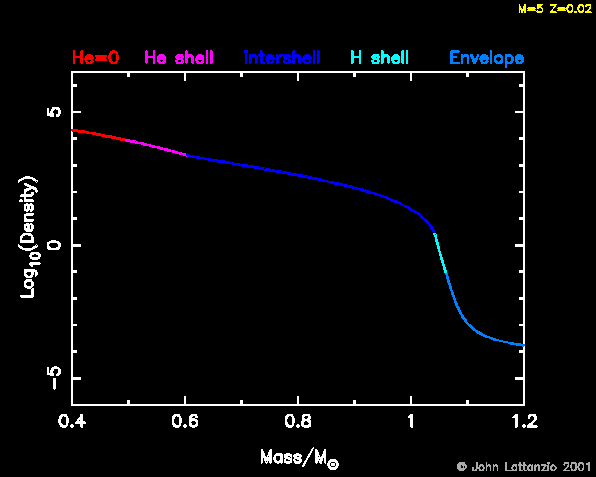 M=5 Z=0.02
He=0 He shell Intershell H shell Envelope
5
0
−5
Log₁₀(Density)
0.4 0.6 0.8 1 1.2
Mass/M☉
© John Lattanzio 2001